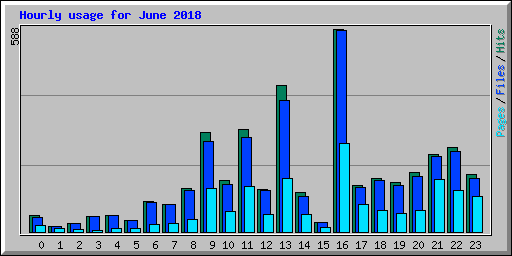 Hourly usage for June 2018
588
Pages / Files / Hits
0 1 2 3 4 5 6 7 8 9 10 11 12 13 14 15 16 17 18 19 20 21 22 23